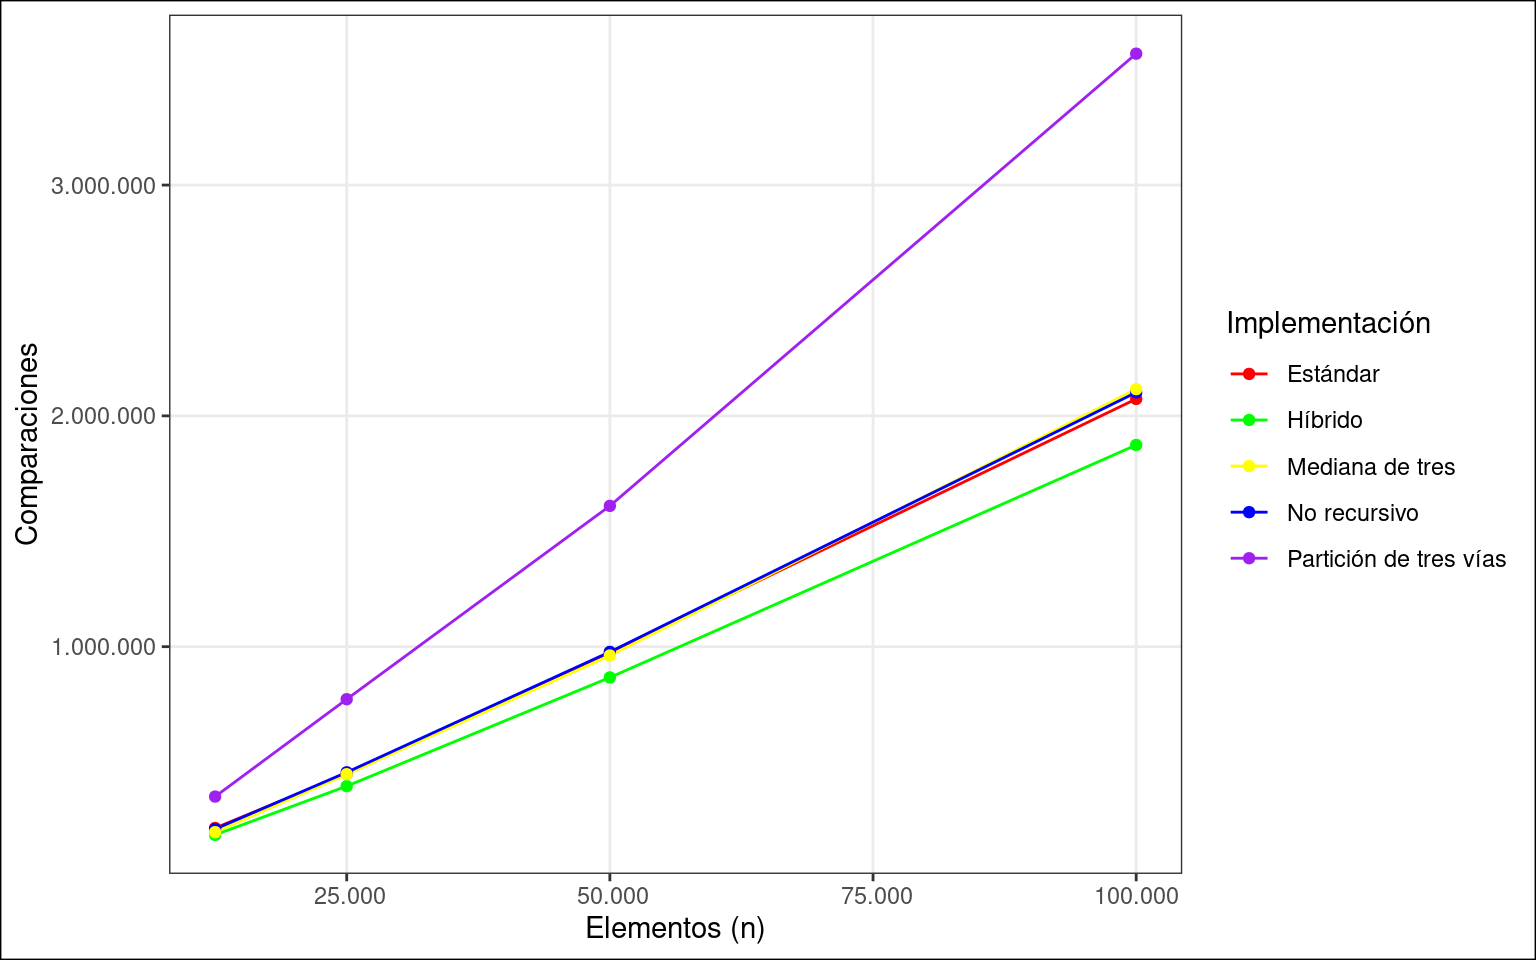 Comparaciones
3.000.000
2.000.000
1.000.000
25.000
50.000
75.000
100.000
Elementos (n)
Implementación
Estándar
Híbrido
Mediana de tres
No recursivo
Partición de tres vías